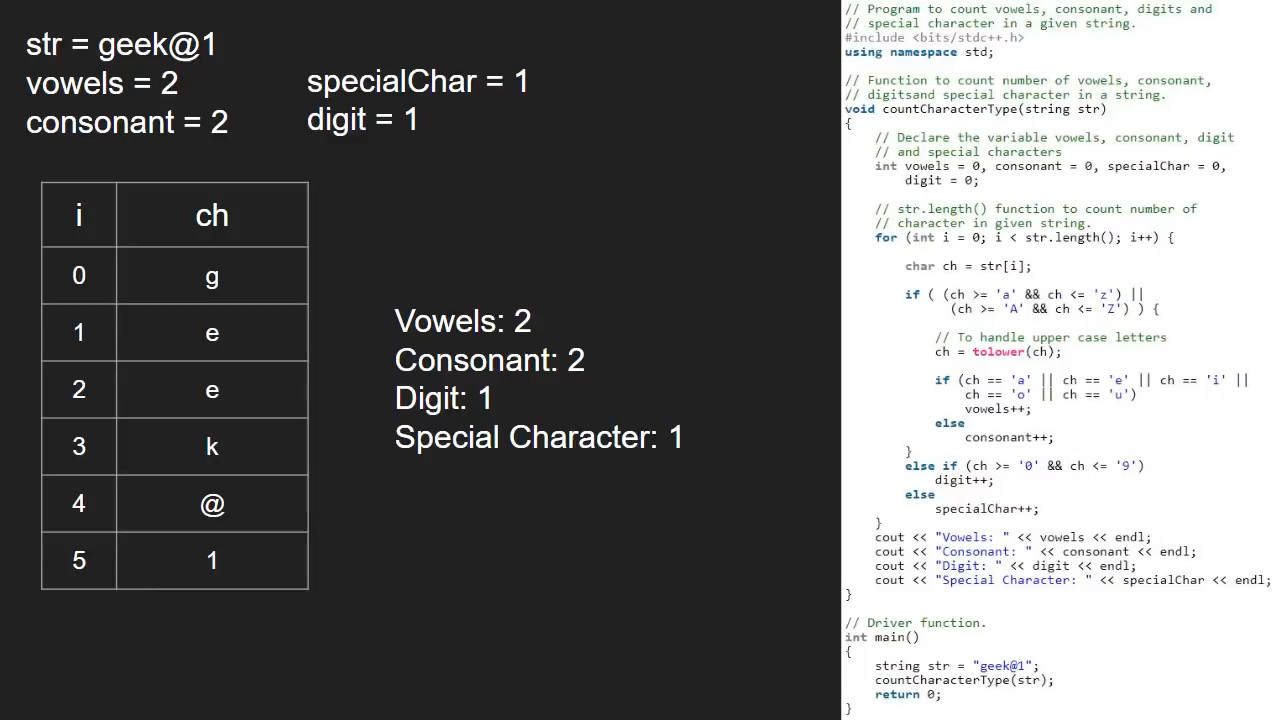 str = geek@1
vowels = 2
consonant = 2
specialChar = 1
digit = 1
i ch
0 g
1 e
2 e
3 k
4 @
5 1
Vowels: 2
Consonant: 2
Digit: 1
Special Character: 1
// Program to count vowels, consonant, digits and
// special character in a given string.
#include <bits/stdc++.h>
using namespace std;
// Function to count number of vowels, consonant,
// digitsand special character in a string.
void countCharacterType(string str)
{
// Declare the variable vowels, consonant, digit
// and special characters
int vowels = 0, consonant = 0, specialChar = 0,
digit = 0;
// str.length() function to count number of
// character in given string.
for (int i = 0; i < str.length(); i++) {
char ch = str[i];
if ( (ch >= 'a' && ch <= 'z') ||
(ch >= 'A' && ch <= 'Z') ) {
// To handle upper case letters
ch = tolower(ch);
if (ch == 'a' || ch == 'e' || ch == 'i' ||
ch == 'o' || ch == 'u')
vowels++;
else
consonant++;
}
else if (ch >= '0' && ch <= '9')
digit++;
else
specialChar++;
}
cout << "Vowels: " << vowels << endl;
cout << "Consonant: " << consonant << endl;
cout << "Digit: " << digit << endl;
cout << "Special Character: " << specialChar << endl;
}
// Driver function.
int main()
{
string str = "geek@1";
countCharacterType(str);
return 0;
}